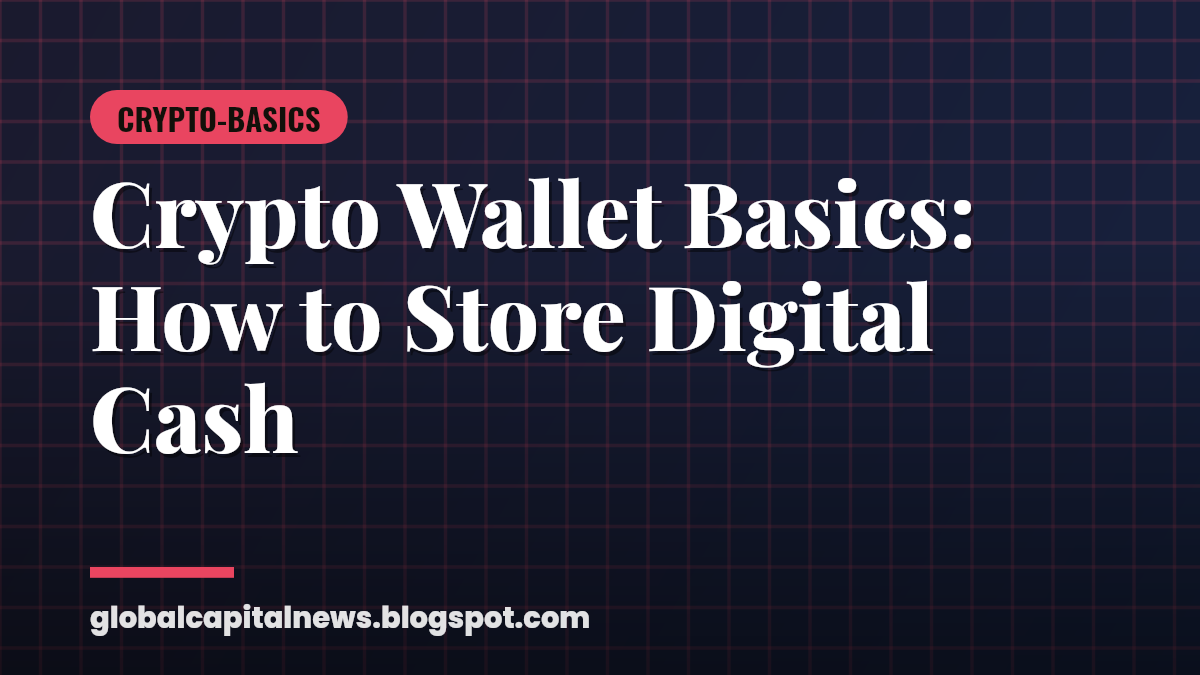 CRYPTO-BASICS
Crypto Wallet Basics:
How to Store Digital
Cash
globalcapitalnews.blogspot.com